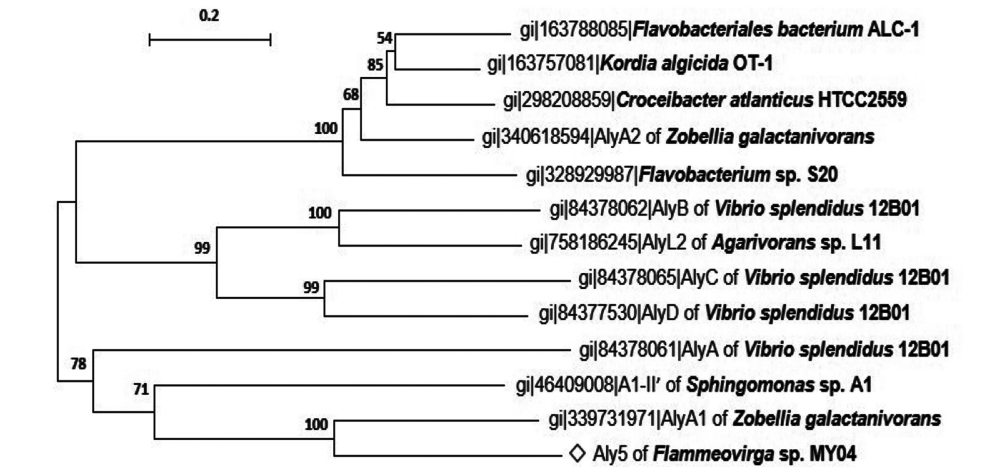 0.2
54
gi|163788085|Flavobacteriales bacterium ALC-1
gi|163757081|Kordia algicida OT-1
85
gi|298208859|Croceibacter atlanticus HTCC2559
68
gi|340618594|AlyA2 of Zobellia galactanivorans
100
gi|328929987|Flavobacterium sp. S20
gi|84378062|AlyB of Vibrio splendidus 12B01
100
gi|758186245|AlyL2 of Agarivorans sp. L11
99
gi|84378065|AlyC of Vibrio splendidus 12B01
99
gi|84377530|AlyD of Vibrio splendidus 12B01
gi|84378061|AlyA of Vibrio splendidus 12B01
78
gi|46409008|A1-II′ of Sphingomonas sp. A1
71
gi|339731971|AlyA1 of Zobellia galactanivorans
100
◇ Aly5 of Flammeovirga sp. MY04